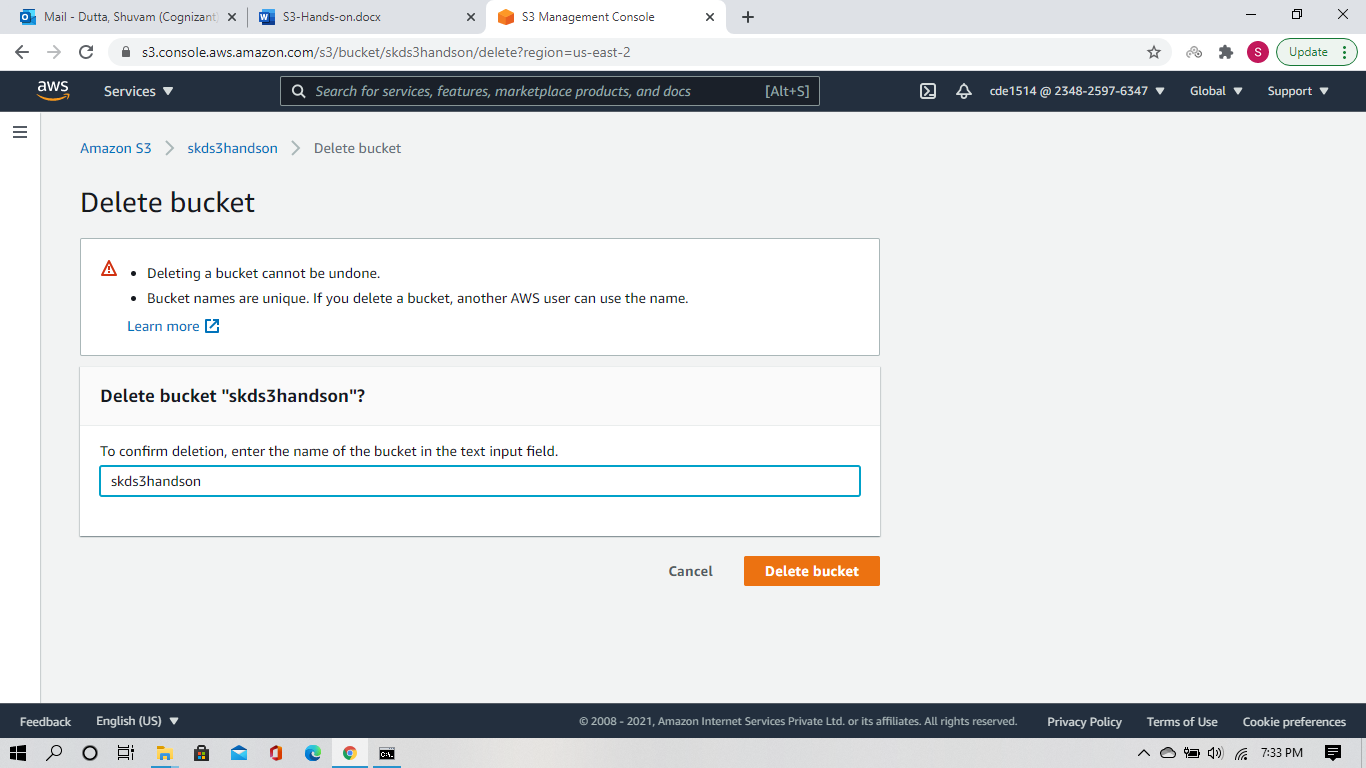 Mail - Dutta, Shuvam (Cognizant)
S3-Hands-on.docx
S3 Management Console
s3.console.aws.amazon.com/s3/bucket/skds3handson/delete?region=us-east-2
S
Update
aws
Services
Search for services, features, marketplace products, and docs
[Alt+S]
cde1514 @ 2348-2597-6347
Global
Support
Amazon S3
skds3handson
Delete bucket
Delete bucket
Deleting a bucket cannot be undone.
Bucket names are unique. If you delete a bucket, another AWS user can use the name.
Learn more
Delete bucket "skds3handson"?
To confirm deletion, enter the name of the bucket in the text input field.
skds3handson
Cancel
Delete bucket
Feedback
English (US)
© 2008 - 2021, Amazon Internet Services Private Ltd. or its affiliates. All rights reserved.
Privacy Policy
Terms of Use
Cookie preferences
7:33 PM